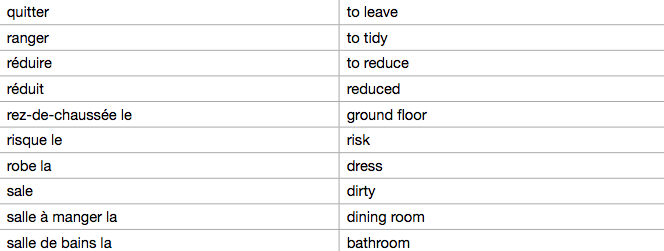 quitter to leave
ranger to tidy
réduire to reduce
réduit reduced
rez-de-chaussée le ground floor
risque le risk
robe la dress
sale dirty
salle à manger la dining room
salle de bains la bathroom